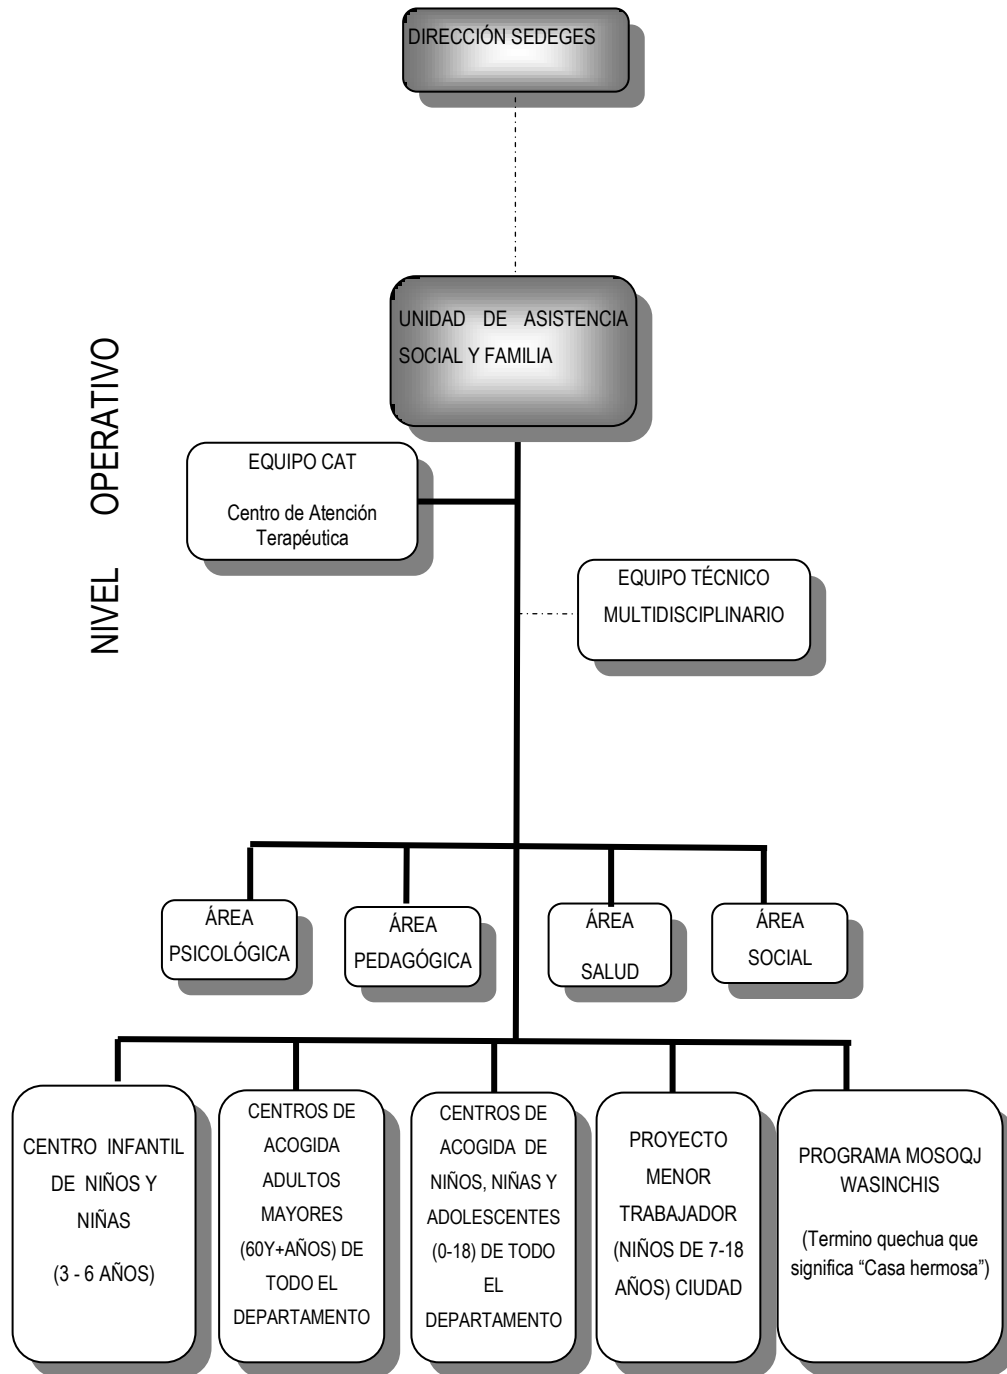 DIRECCIÓN SEDEGES
UNIDAD DE ASISTENCIA
SOCIAL Y FAMILIA
NIVEL OPERATIVO
EQUIPO CAT
Centro de Atención
Terapéutica
EQUIPO TÉCNICO
MULTIDISCIPLINARIO
ÁREA
PSICOLÓGICA
ÁREA
PEDAGÓGICA
ÁREA
SALUD
ÁREA
SOCIAL
CENTRO INFANTIL
DE NIÑOS Y
NIÑAS
(3 - 6 AÑOS)
CENTROS DE
ACOGIDA
ADULTOS
MAYORES
(60Y+AÑOS) DE
TODO EL
DEPARTAMENTO
CENTROS DE
ACOGIDA DE
NIÑOS, NIÑAS Y
ADOLESCENTES
(0-18) DE TODO
EL
DEPARTAMENTO
PROYECTO
MENOR
TRABAJADOR
(NIÑOS DE 7-18
AÑOS) CIUDAD
PROGRAMA MOSOQJ
WASINCHIS
(Termino quechua que
significa “Casa hermosa”)